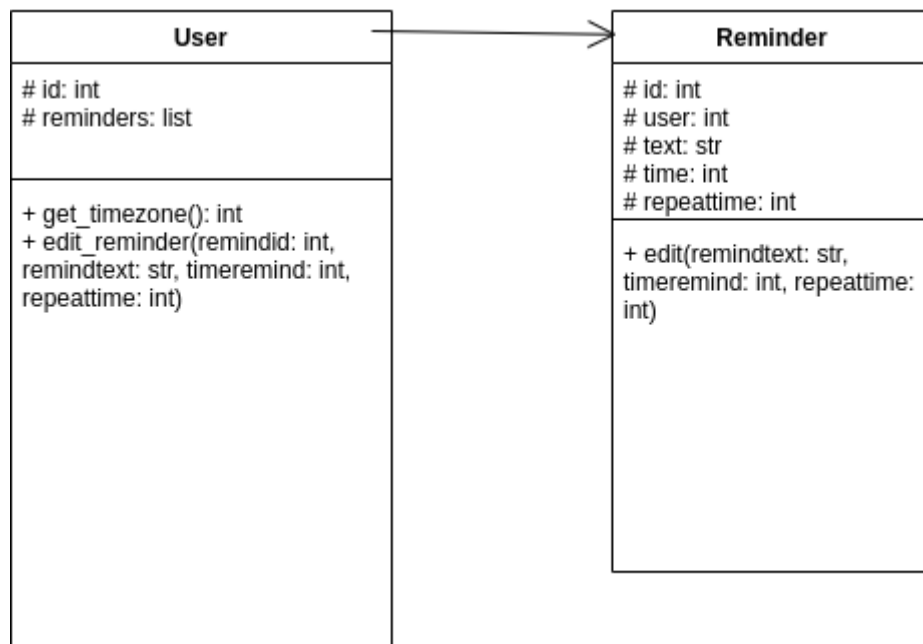 User
# id: int
# reminders: list
+ get_timezone(): int
+ edit_reminder(remindid: int,
remindtext: str, timeremind: int,
repeattime: int)
Reminder
# id: int
# user: int
# text: str
# time: int
# repeattime: int
+ edit(remindtext: str,
timeremind: int, repeattime:
int)